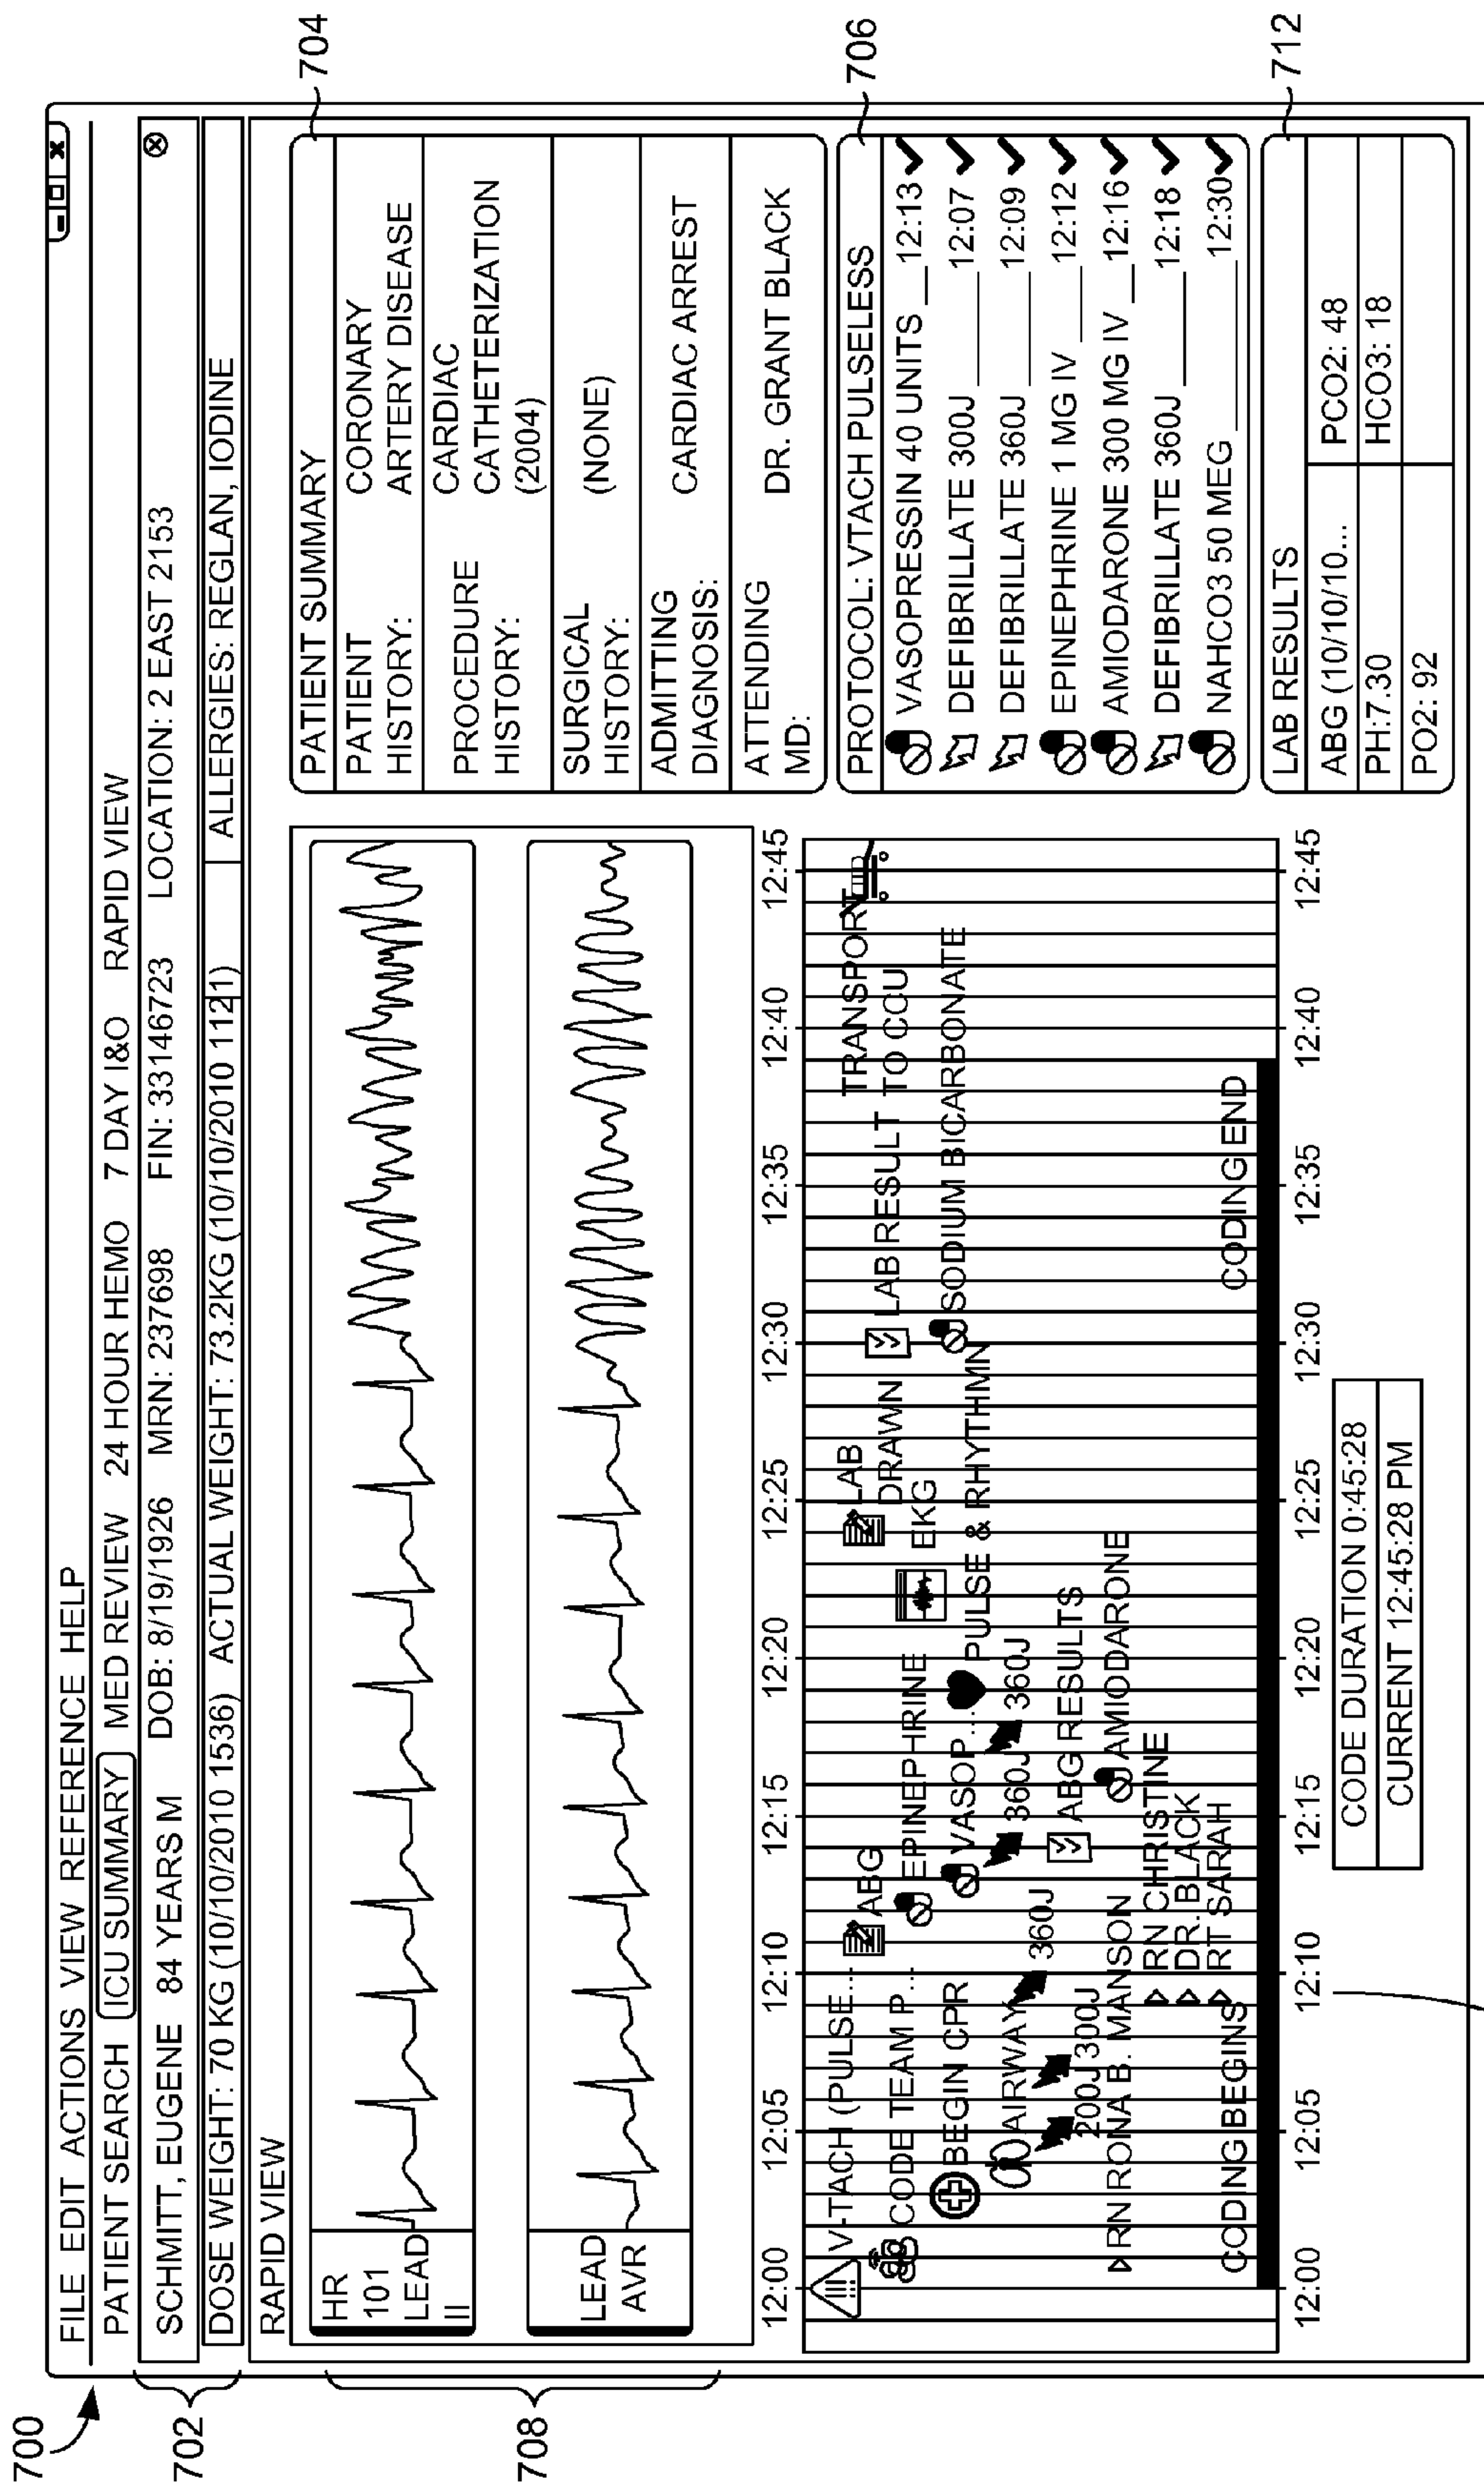 700
702
708
704
706
712
FILE EDIT ACTIONS VIEW REFERENCE HELP
PATIENT SEARCH ICU SUMMARY MED REVIEW 24 HOUR HEMO 7 DAY I&O RAPID VIEW
SCHMITT, EUGENE 84 YEARS M DOB: 8/19/1926 MRN: 237698 FIN: 33146723 LOCATION: 2 EAST 2153
DOSE WEIGHT: 70 KG (10/10/2010 1536) ACTUAL WEIGHT: 73.2KG (10/10/2010 1121) ALLERGIES: REGLAN, IODINE
RAPID VIEW
HR
101
LEAD
II
LEAD
AVR
PATIENT SUMMARY
PATIENT HISTORY: CORONARY
ARTERY DISEASE
PROCEDURE HISTORY: CARDIAC
CATHETERIZATION
(2004)
SURGICAL
HISTORY: (NONE)
ADMITTING
DIAGNOSIS: CARDIAC ARREST
ATTENDING
MD: DR. GRANT BLACK
PROTOCOL: VTACH PULSELESS
VASOPRESSIN 40 UNITS _ 12:13
DEFIBRILLATE 300J ____ 12:07
DEFIBRILLATE 360J ____ 12:09
EPINEPHRINE 1 MG IV ___ 12:12
AMIODARONE 300 MG IV _ 12:16
DEFIBRILLATE 360J ____ 12:18
NAHCO3 50 MEG ______ 12:30
LAB RESULTS
ABG (10/10/10... PCO2: 48
PH:7.30 HCO3: 18
PO2: 92
12:00 12:05 12:10 12:15 12:20 12:25 12:30 12:35 12:40 12:45
V-TACH (PULSE...
CODE TEAM P...
BEGIN CPR
AIRWAY
200J
300J
360J
ABG
EPINEPHRINE
VASOP...
360J
360J
PULSE & RHYTHMN
ABG RESULTS
AMIODARONE
EKG
LAB
DRAWN
LAB RESULT
SODIUM BICARBONATE
TRANSPORT
TO CCU
RN RONA B. MANSON
RN CHRISTINE
DR. BLACK
RT SARAH
CODING BEGINS
CODING END
12:00 12:05 12:10 12:15 12:20 12:25 12:30 12:35 12:40 12:45
CODE DURATION 0:45:28
CURRENT 12:45:28 PM